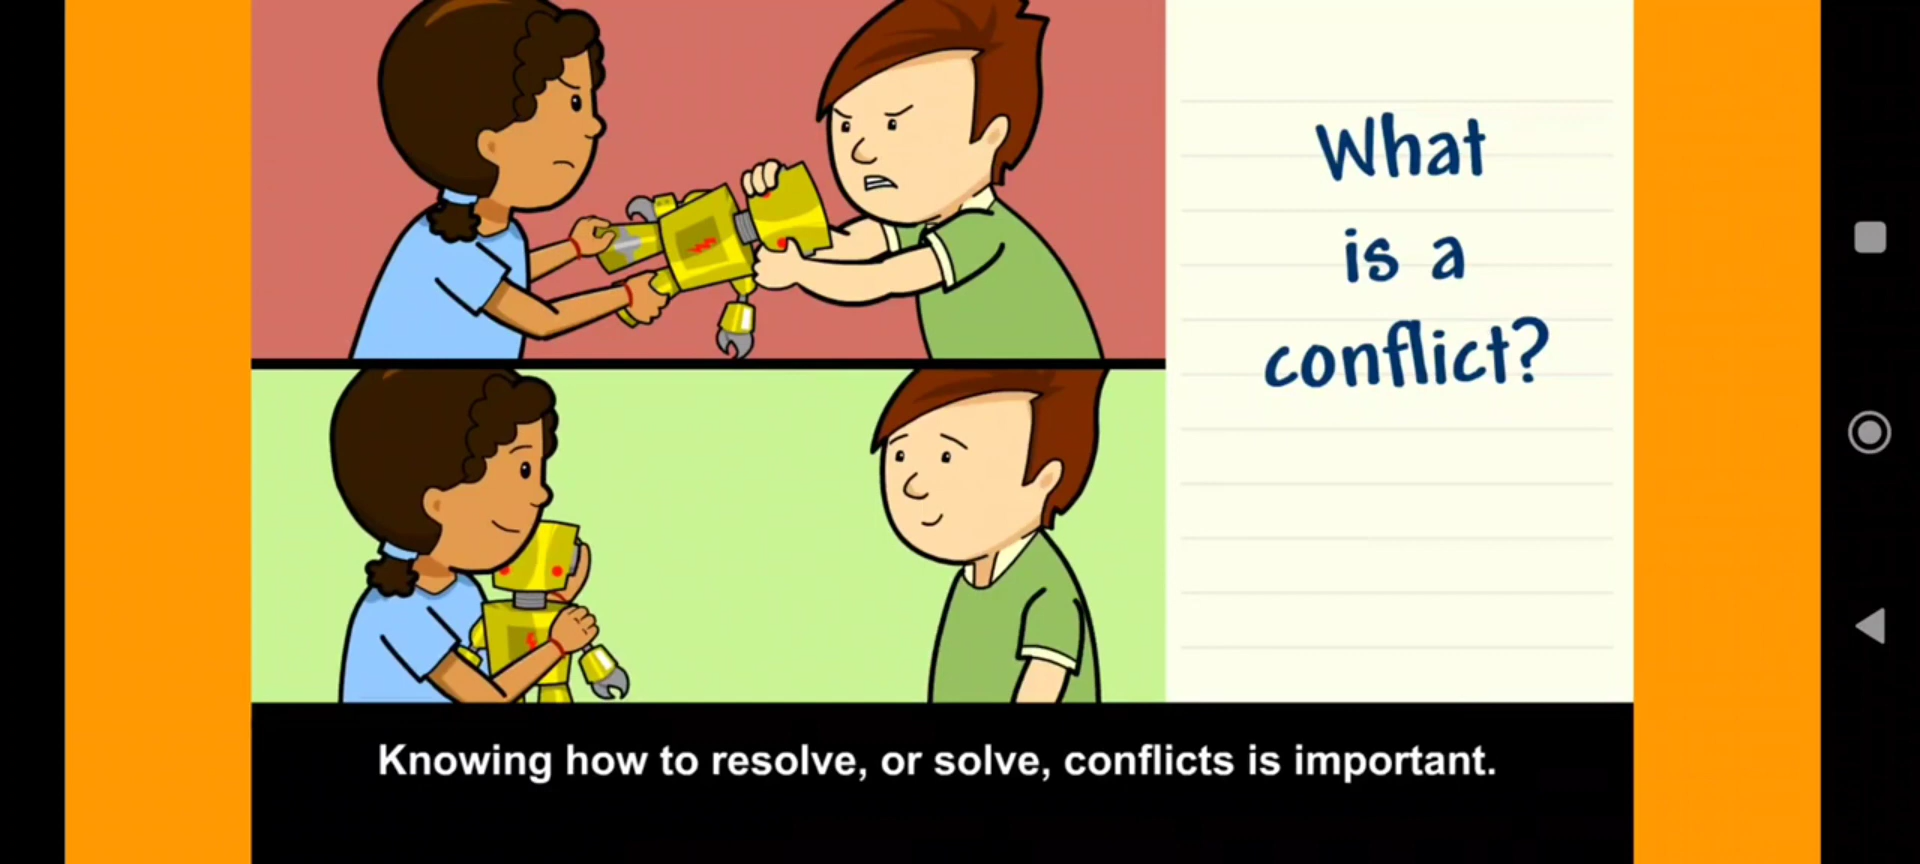 What
is a
conflict?
Knowing how to resolve, or solve, conflicts is important.